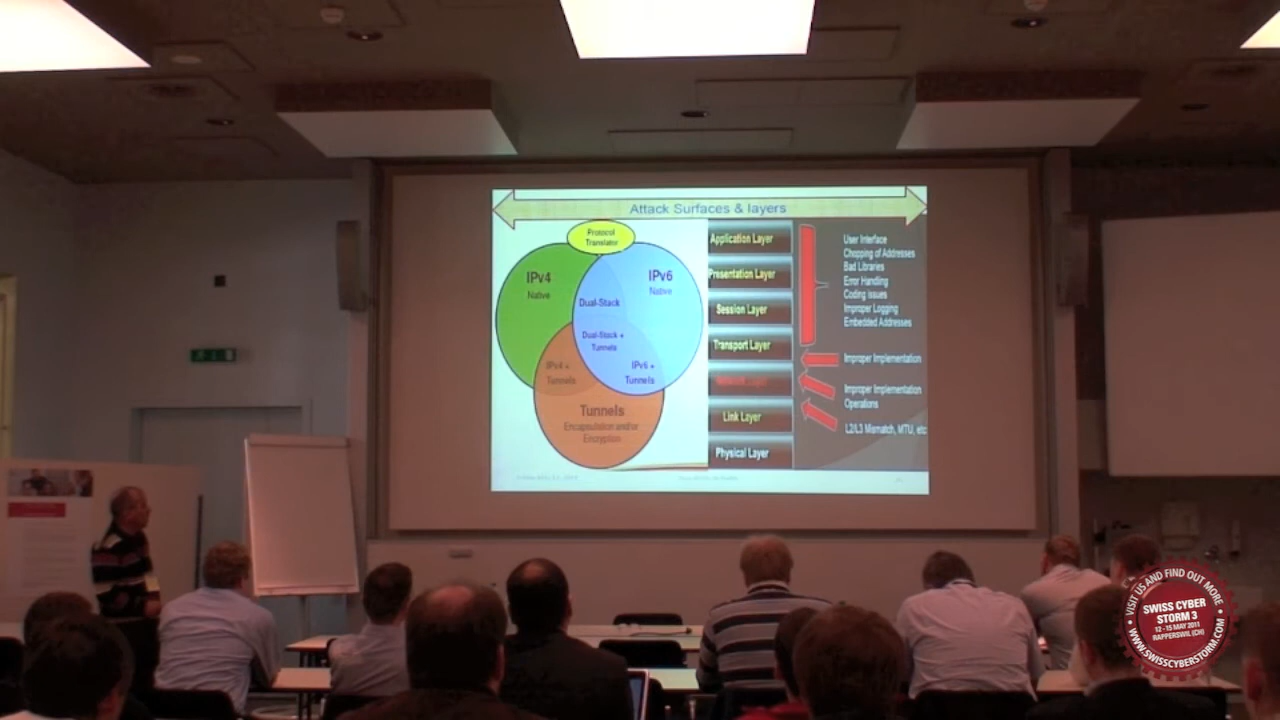 Attack Surfaces & layers
Protocol
Translator
IPv4
Native
IPv6
Native
Dual-Stack
Dual-Stack +
Tunnels
IPv4 +
Tunnels
IPv6 +
Tunnels
Tunnels
Encapsulation and/or
Encryption
Application Layer
Presentation Layer
Session Layer
Transport Layer
Network Layer
Link Layer
Physical Layer
User Interface
Chopping of Addresses
Bad Libraries
Error Handling
Coding Issues
Improper Logging
Embedded Addresses
Improper Implementation
Improper Implementation
Operations
L2/L3 Mismatch, MTU, etc
VISIT US AND FIND OUT MORE
SWISS CYBER
STORM 3
12 - 15 MAY 2011
RAPPERSWIL (CH)
WWW.SWISSCYBERSTORM.COM